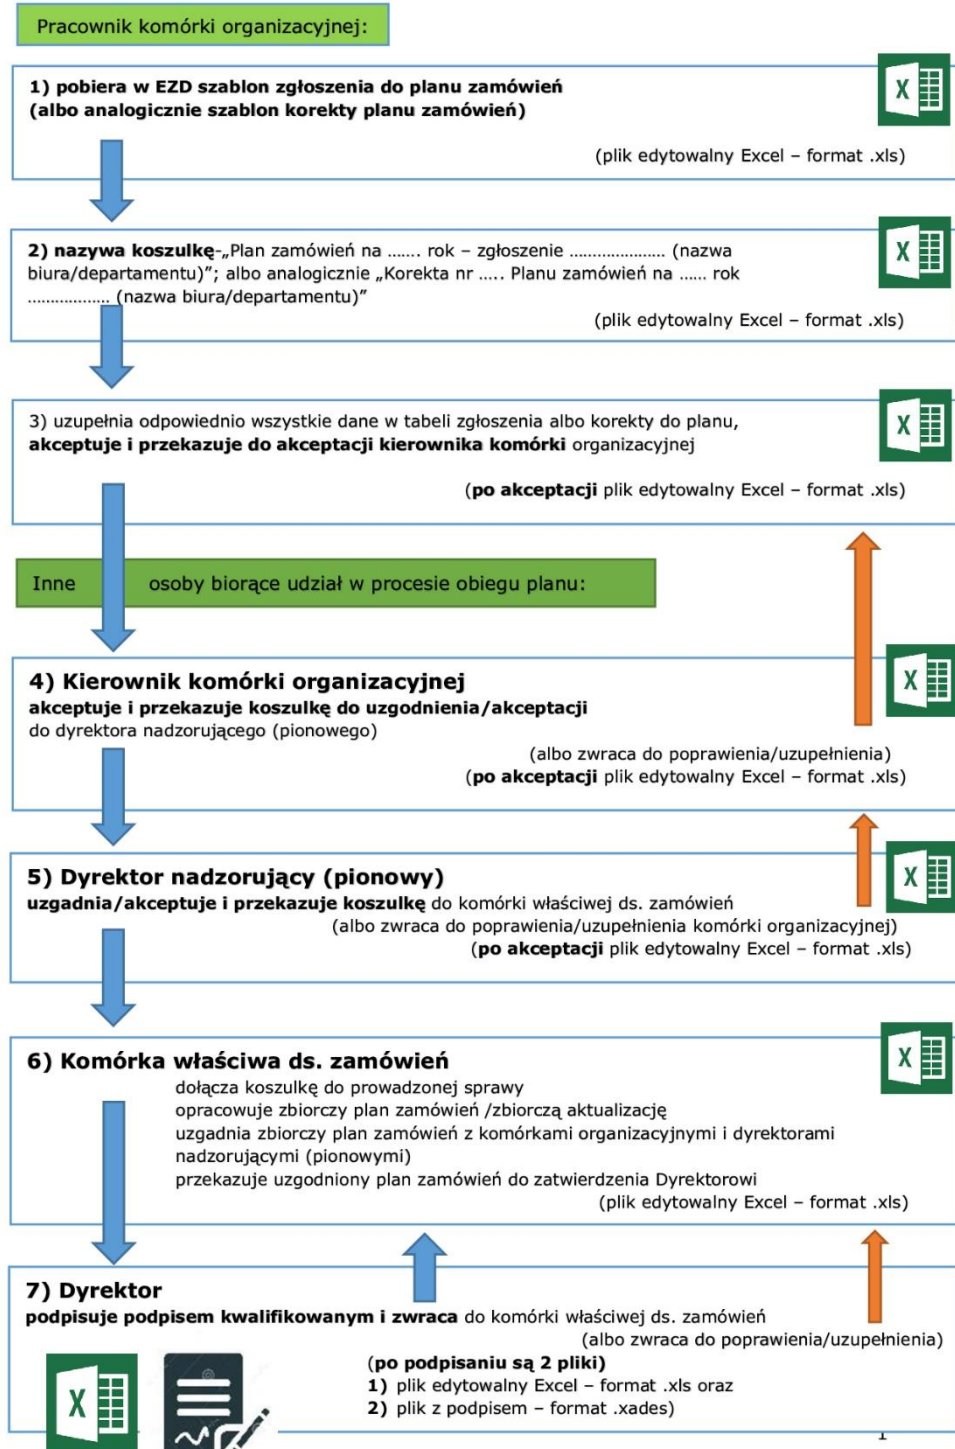 Pracownik komórki organizacyjnej:
1) pobiera w EZD szablon zgłoszenia do planu zamówień
(albo analogicznie szablon korekty planu zamówień)
(plik edytowalny Excel – format .xls)
2) nazywa koszulkę-„Plan zamówień na ……. rok – zgłoszenie ………………… (nazwa
biura/departamentu)”; albo analogicznie „Korekta nr ….. Planu zamówień na …… rok
……………… (nazwa biura/departamentu)”
(plik edytowalny Excel – format .xls)
3) uzupełnia odpowiednio wszystkie dane w tabeli zgłoszenia albo korekty do planu,
akceptuje i przekazuje do akceptacji kierownika komórki organizacyjnej
(po akceptacji plik edytowalny Excel – format .xls)
Inne osoby biorące udział w procesie obiegu planu:
4) Kierownik komórki organizacyjnej
akceptuje i przekazuje koszulkę do uzgodnienia/akceptacji
do dyrektora nadzorującego (pionowego)
(albo zwraca do poprawienia/uzupełnienia)
(po akceptacji plik edytowalny Excel – format .xls)
5) Dyrektor nadzorujący (pionowy)
uzgadnia/akceptuje i przekazuje koszulkę do komórki właściwej ds. zamówień
(albo zwraca do poprawienia/uzupełnienia komórki organizacyjnej)
(po akceptacji plik edytowalny Excel – format .xls)
6) Komórka właściwa ds. zamówień
dołącza koszulkę do prowadzonej sprawy
opracowuje zbiorczy plan zamówień /zbiorczą aktualizację
uzgadnia zbiorczy plan zamówień z komórkami organizacyjnymi i dyrektorami
nadzorującymi (pionowymi)
przekazuje uzgodniony plan zamówień do zatwierdzenia Dyrektorowi
(plik edytowalny Excel – format .xls)
7) Dyrektor
podpisuje podpisem kwalifikowanym i zwraca do komórki właściwej ds. zamówień
(albo zwraca do poprawienia/uzupełnienia)
(po podpisaniu są 2 pliki)
1) plik edytowalny Excel – format .xls oraz
2) plik z podpisem – format .xades)
1